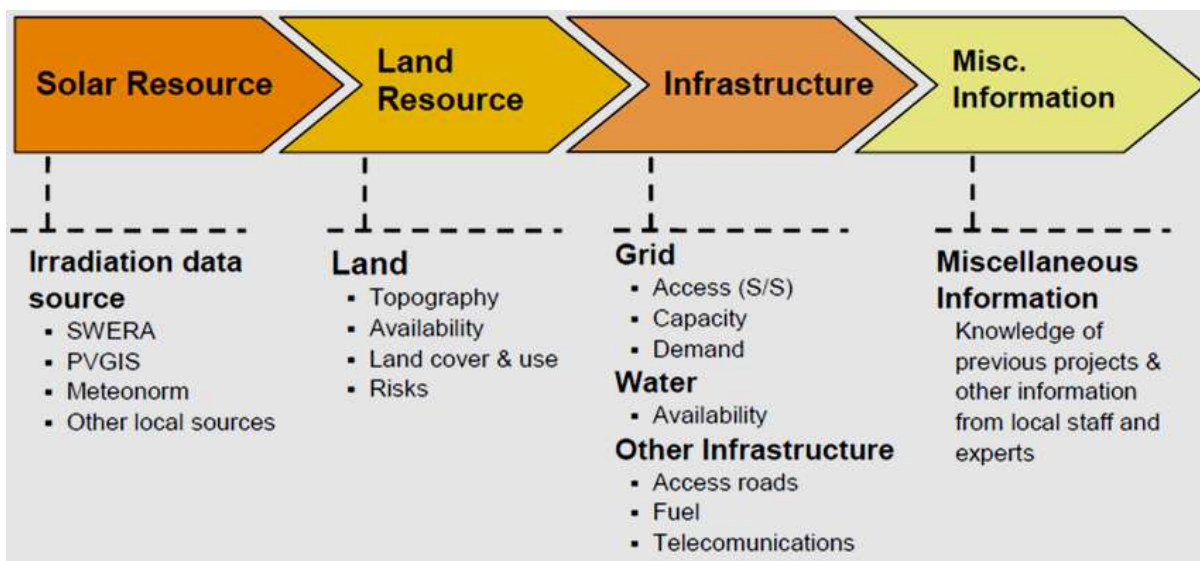 Solar Resource
Land
Resource
Infrastructure
Misc.
Information
Irradiation data
source
▪ SWERA
▪ PVGIS
▪ Meteonorm
▪ Other local sources
Land
▪ Topography
▪ Availability
▪ Land cover & use
▪ Risks
Grid
▪ Access (S/S)
▪ Capacity
▪ Demand
Water
▪ Availability
Other Infrastructure
▪ Access roads
▪ Fuel
▪ Telecomunications
Miscellaneous
Information
Knowledge of
previous projects &
other information
from local staff and
experts